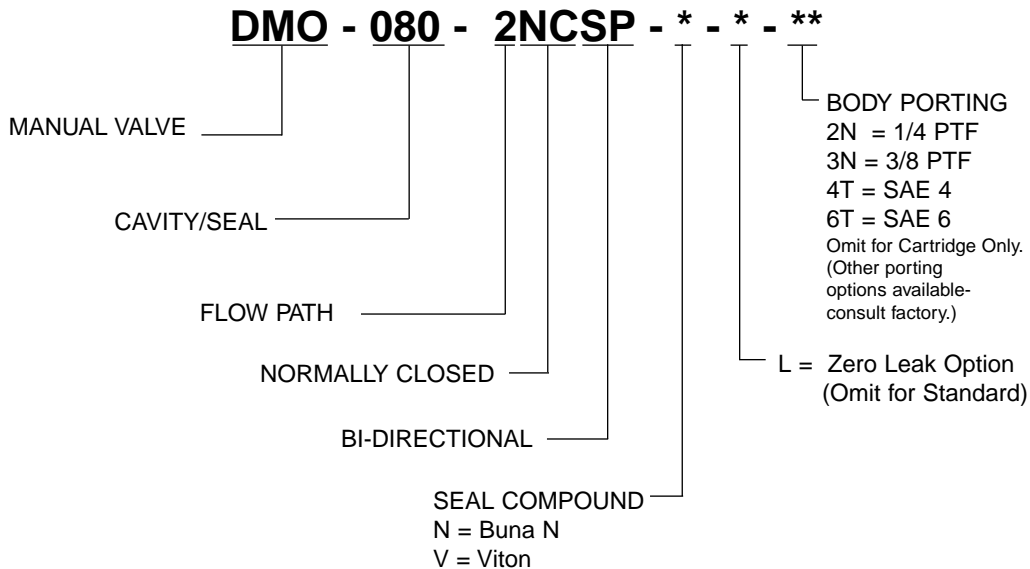 DMO - 080 - 2NCSP - * - * - **
BODY PORTING
2N = 1/4 PTF
3N = 3/8 PTF
4T = SAE 4
6T = SAE 6
Omit for Cartridge Only.
(Other porting
options available-
consult factory.)
MANUAL VALVE
CAVITY/SEAL
FLOW PATH
L = Zero Leak Option
(Omit for Standard)
NORMALLY CLOSED
BI-DIRECTIONAL
SEAL COMPOUND
N = Buna N
V = Viton